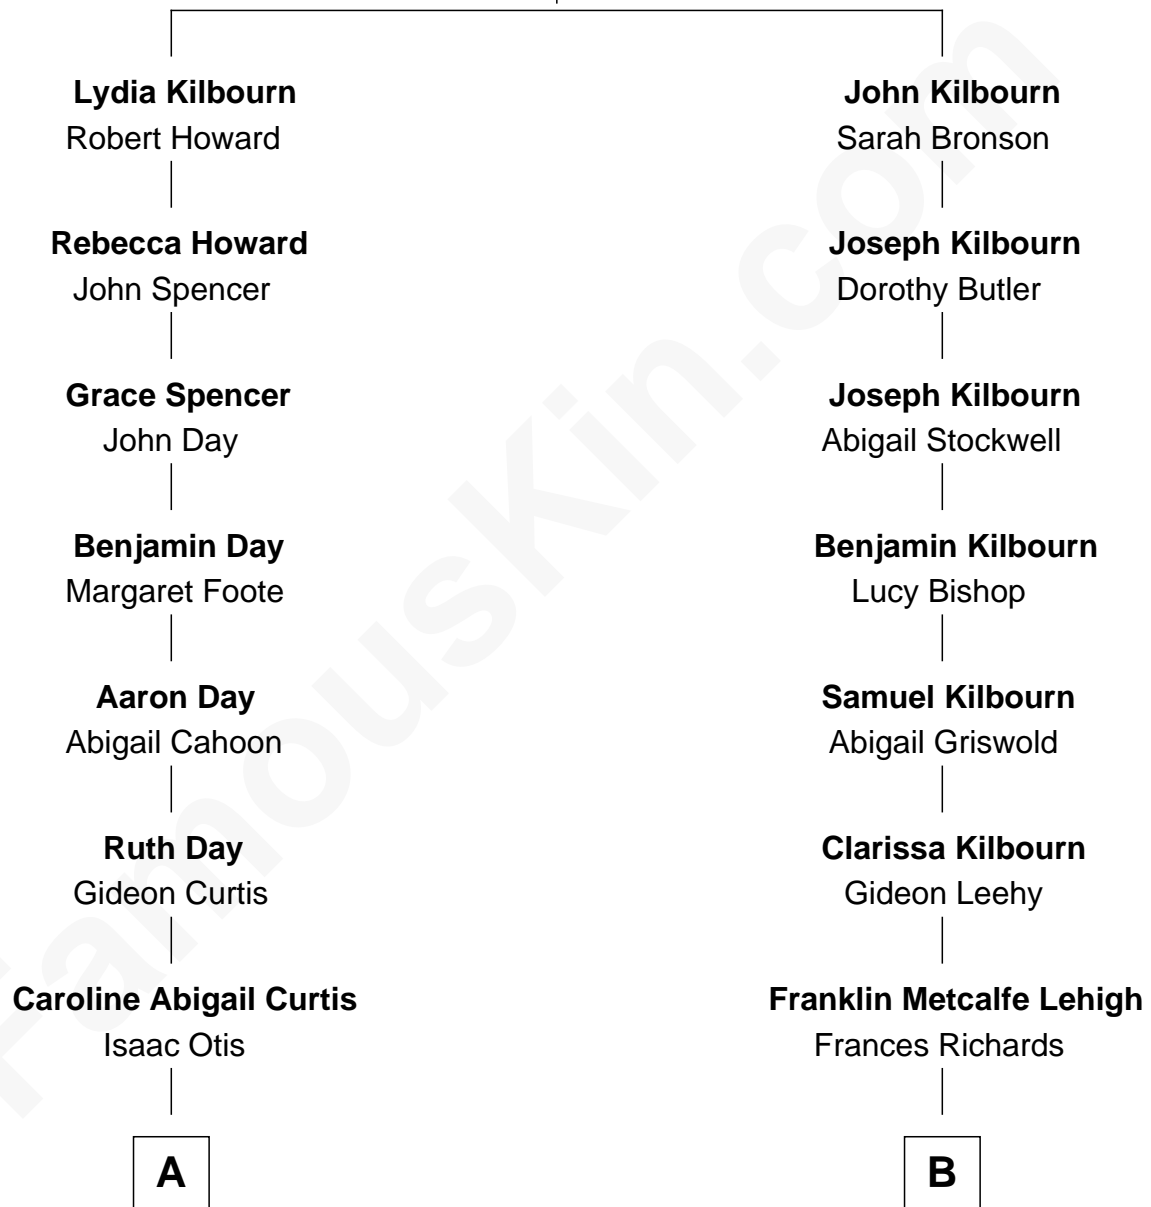 Lydia Kilbourn
Robert Howard
Rebecca Howard
John Spencer
Grace Spencer
John Day
Benjamin Day
Margaret Foote
Aaron Day
Abigail Cahoon
Ruth Day
Gideon Curtis
Caroline Abigail Curtis
Isaac Otis
A
John Kilbourn
Sarah Bronson
Joseph Kilbourn
Dorothy Butler
Joseph Kilbourn
Abigail Stockwell
Benjamin Kilbourn
Lucy Bishop
Samuel Kilbourn
Abigail Griswold
Clarissa Kilbourn
Gideon Leehy
Franklin Metcalfe Lehigh
Frances Richards
B
FamousKin.com